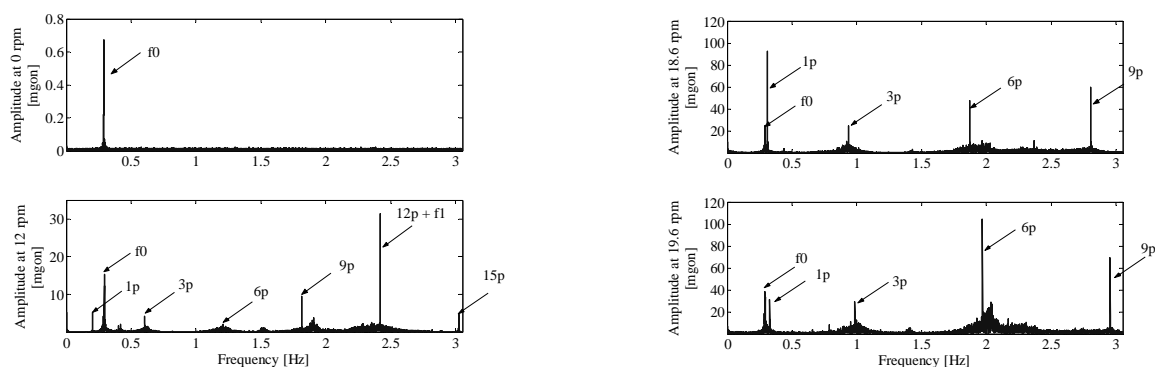 Amplitude at 0 rpm
[mgon]
0.8
0.6
0.4
0.2
0
f0
0 0.5 1 1.5 2 2.5 3
Amplitude at 12 rpm
[mgon]
30
20
10
1p
f0
3p
6p
9p
12p + f1
15p
0 0.5 1 1.5 2 2.5 3
Frequency [Hz]
Amplitude at 18.6 rpm
[mgon]
120
100
80
60
40
20
1p
f0
3p
6p
9p
0 0.5 1 1.5 2 2.5 3
Amplitude at 19.6 rpm
[mgon]
120
100
80
60
40
20
f0
1p
3p
6p
9p
0 0.5 1 1.5 2 2.5 3
Frequency [Hz]